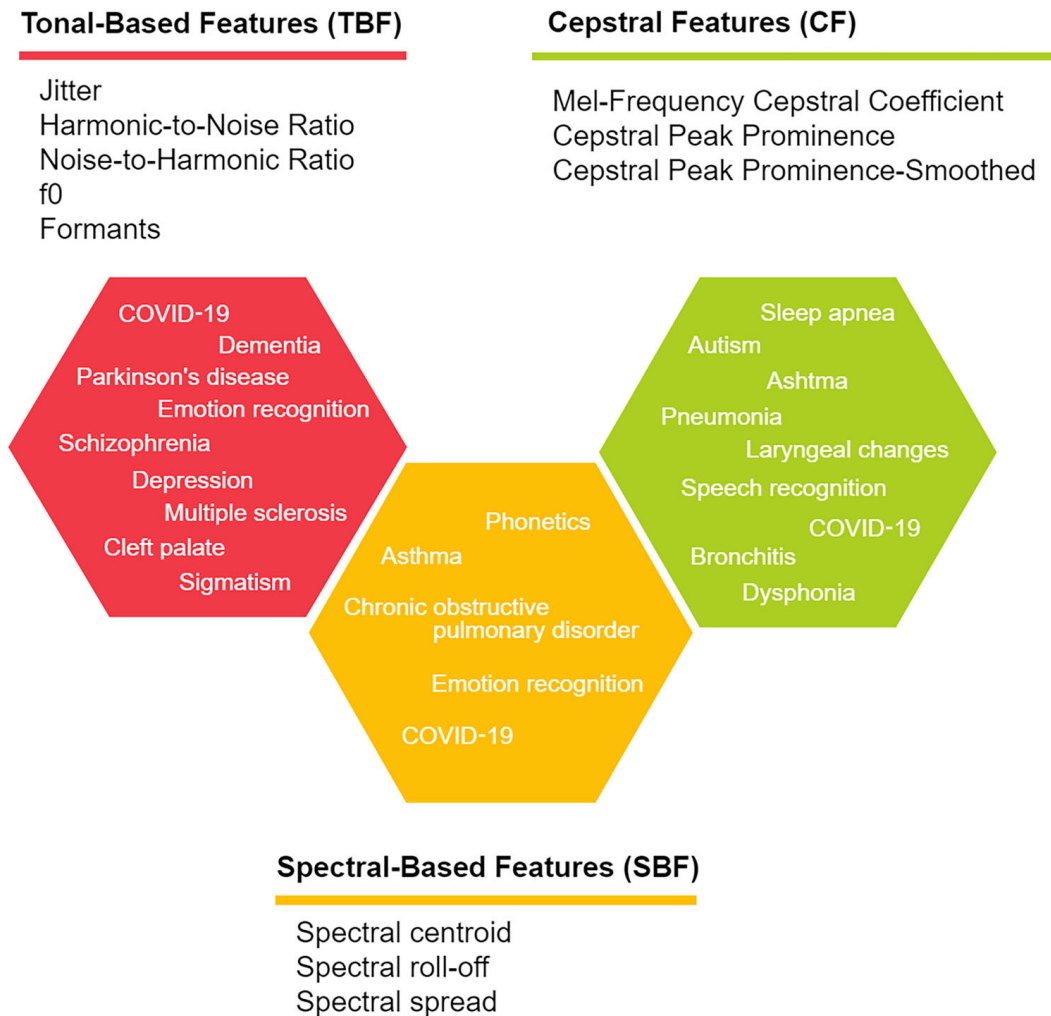 Tonal-Based Features (TBF)
Jitter
Harmonic-to-Noise Ratio
Noise-to-Harmonic Ratio
f0
Formants
Cepstral Features (CF)
Mel-Frequency Cepstral Coefficient
Cepstral Peak Prominence
Cepstral Peak Prominence-Smoothed
COVID-19
Dementia
Parkinson's disease
Emotion recognition
Schizophrenia
Depression
Multiple sclerosis
Cleft palate
Sigmatism
Phonetics
Asthma
Chronic obstructive
pulmonary disorder
Emotion recognition
COVID-19
Sleep apnea
Autism
Ashtma
Pneumonia
Laryngeal changes
Speech recognition
COVID-19
Bronchitis
Dysphonia
Spectral-Based Features (SBF)
Spectral centroid
Spectral roll-off
Spectral spread